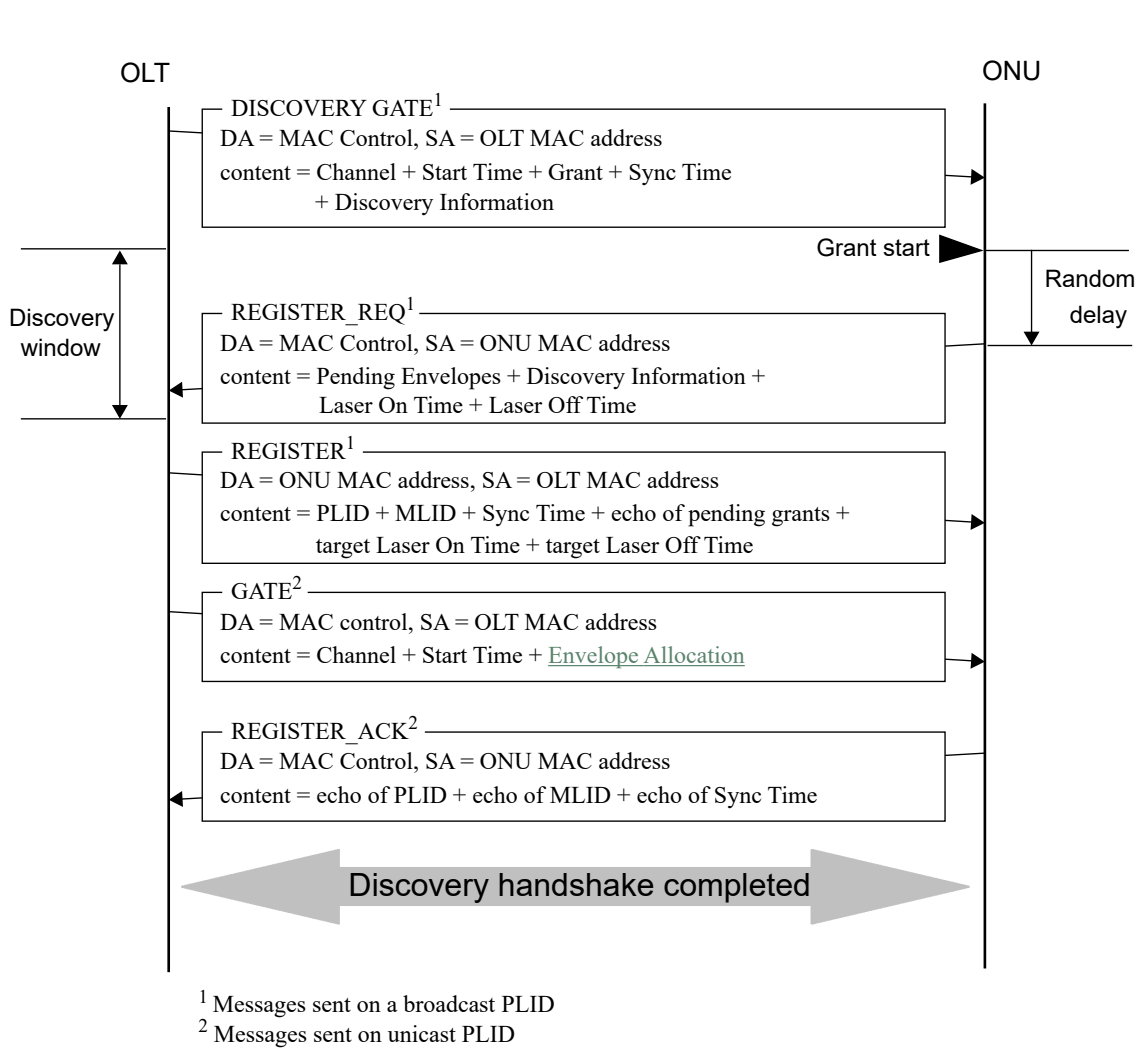 OLT
ONU
DISCOVERY GATE1
DA = MAC Control, SA = OLT MAC address
content = Channel + Start Time + Grant + Sync Time
+ Discovery Information
Grant start
Random
delay
Discovery
window
REGISTER_REQ1
DA = MAC Control, SA = ONU MAC address
content = Pending Envelopes + Discovery Information +
Laser On Time + Laser Off Time
REGISTER1
DA = ONU MAC address, SA = OLT MAC address
content = PLID + MLID + Sync Time + echo of pending grants +
target Laser On Time + target Laser Off Time
GATE2
DA = MAC control, SA = OLT MAC address
content = Channel + Start Time + Envelope Allocation
REGISTER_ACK2
DA = MAC Control, SA = ONU MAC address
content = echo of PLID + echo of MLID + echo of Sync Time
Discovery handshake completed
1 Messages sent on a broadcast PLID
2 Messages sent on unicast PLID